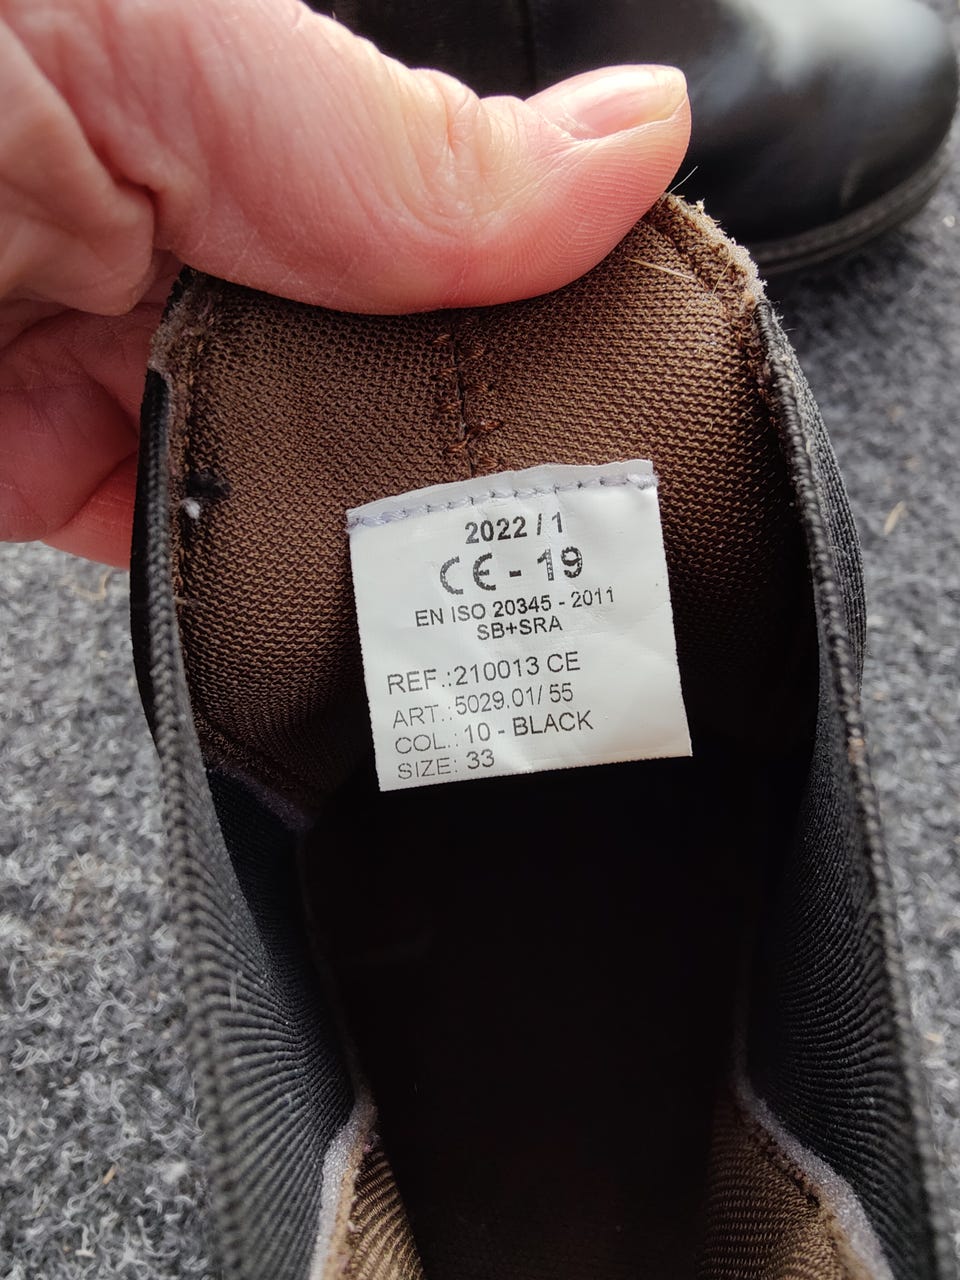 2022 / 1
CE - 19
EN ISO 20345 - 2011
SB+SRA
REF.:210013 CE
ART.:5029.01/ 55
COL.: 10 - BLACK
SIZE: 33